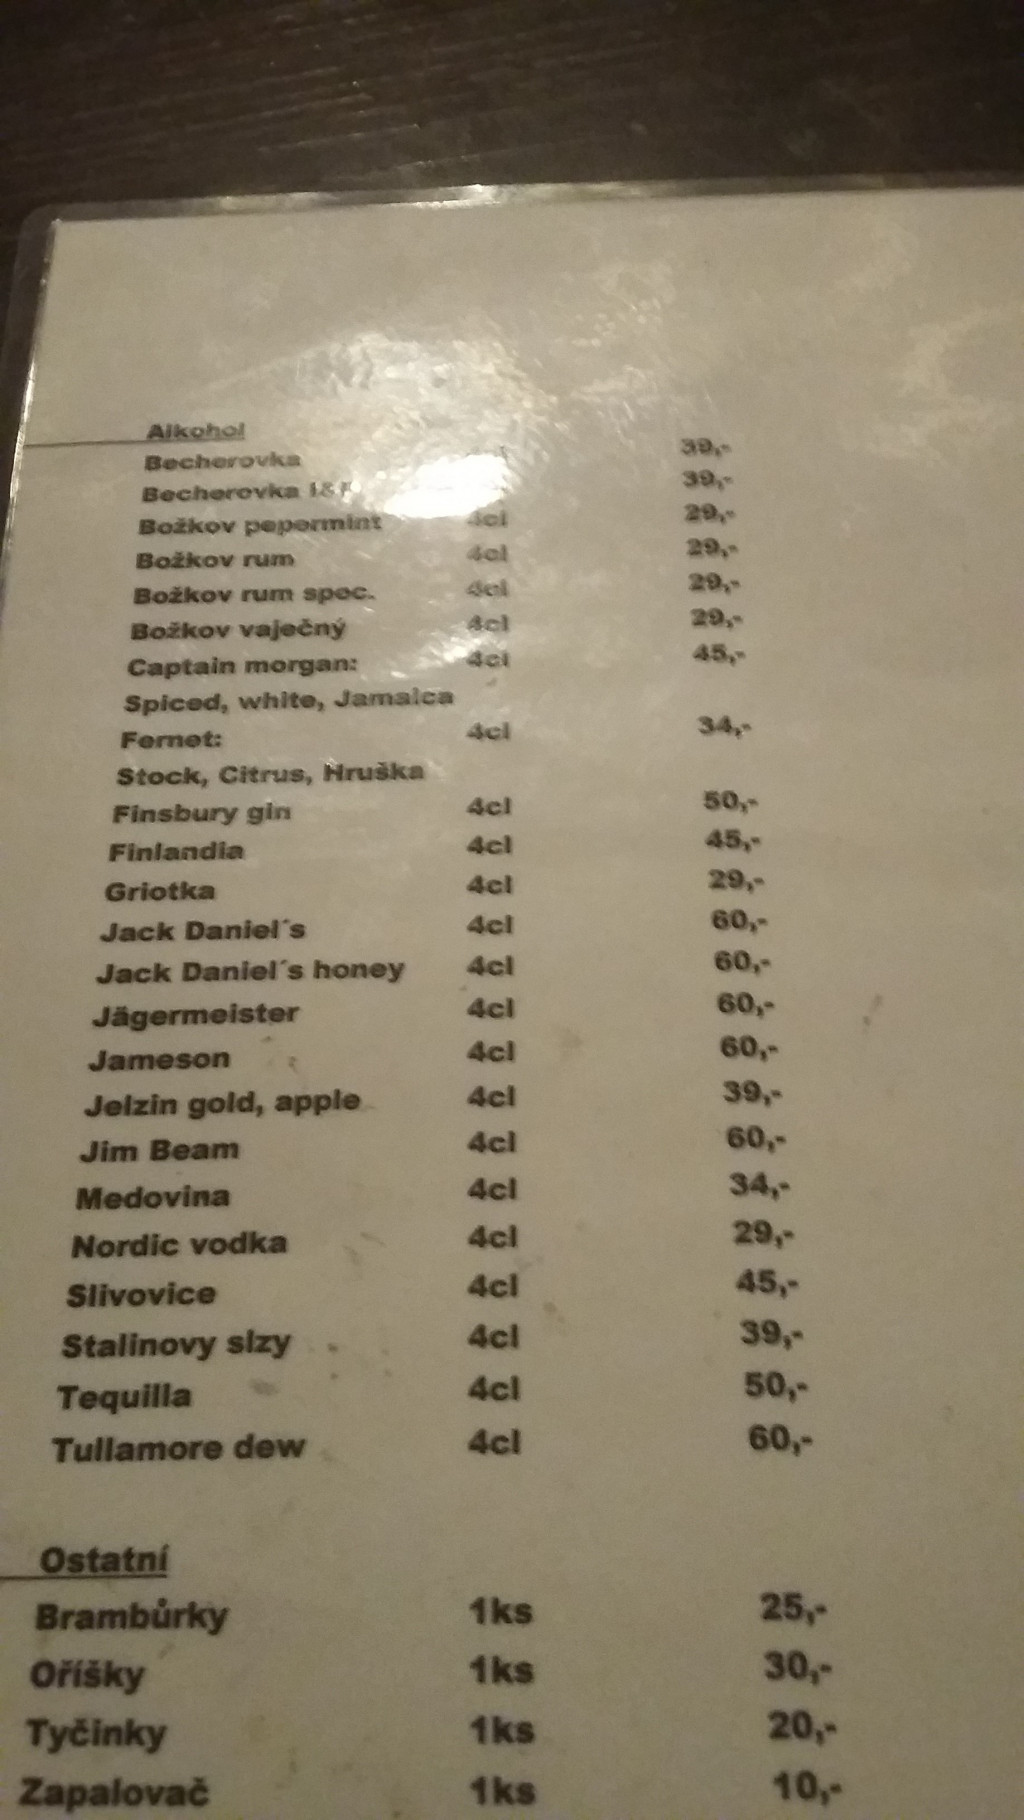 Alkohol
Becherovka 39,-
Becherovka 39,-
Božkov pepermint 4cl 29,-
Božkov rum 4cl 29,-
Božkov rum spec. 4cl 29,-
Božkov vaječný 4cl 29,-
Captain morgan: 4cl 45,-
Spiced, white, Jamaica
Fernet: 4cl 34,-
Stock, Citrus, Hruška
Finsbury gin 4cl 50,-
Finlandia 4cl 45,-
Griotka 4cl 29,-
Jack Daniel´s 4cl 60,-
Jack Daniel´s honey 4cl 60,-
Jägermeister 4cl 60,-
Jameson 4cl 60,-
Jelzin gold, apple 4cl 39,-
Jim Beam 4cl 60,-
Medovina 4cl 34,-
Nordic vodka 4cl 29,-
Slivovice 4cl 45,-
Stalinovy slzy 4cl 39,-
Tequilla 4cl 50,-
Tullamore dew 4cl 60,-
Ostatní
Brambůrky 1ks 25,-
Oříšky 1ks 30,-
Tyčinky 1ks 20,-
Zapalovač 1ks 10,-